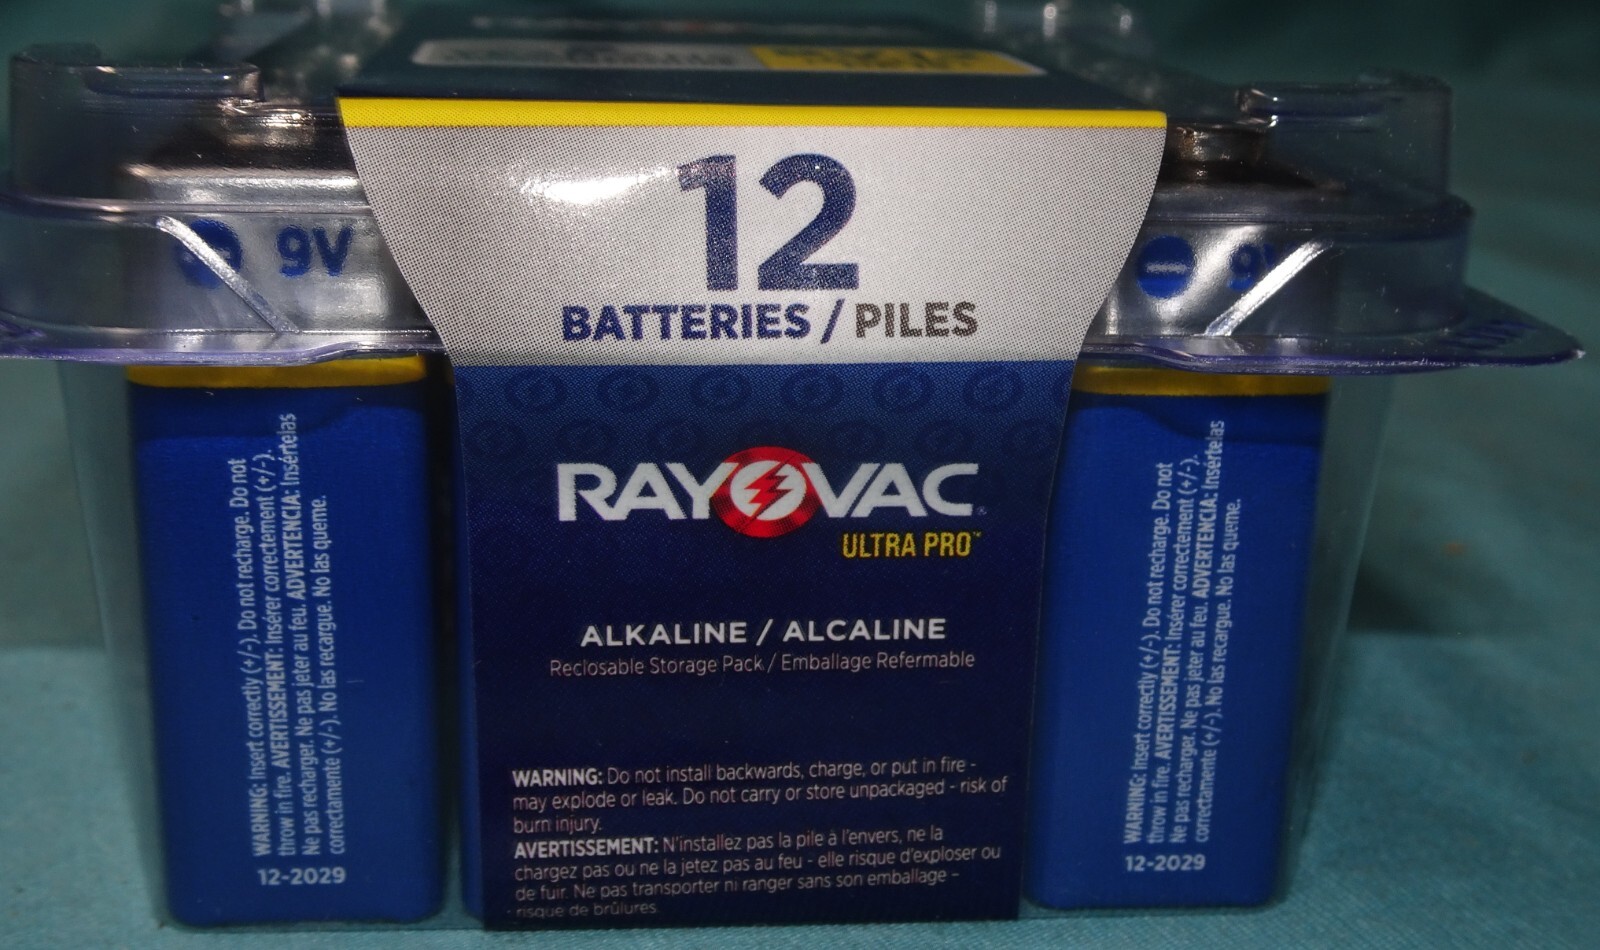 12
BATTERIES / PILES
9V
9V
RAYOVAC
ULTRA PRO™
ALKALINE / ALCALINE
Reclosable Storage Pack / Emballage Refermable
WARNING: Do not install backwards, charge, or put in fire -
may explode or leak. Do not carry or store unpackaged - risk of
burn injury.
AVERTISSEMENT: N'installez pas la pile à l'envers, ne la
chargez pas ou ne la jetez pas au feu - elle risque d'exploser ou
de fuir. Ne pas transporter ni ranger sans son emballage –
risque de brûlures.
WARNING: Insert correctly (+/-). Do not recharge. Do not
throw in fire. AVERTISSEMENT: Insérer correctement (+/-).
Ne pas recharger. Ne pas jeter au feu. ADVERTENCIA: Insértelas
correctamente (+/-). No las recargue. No las queme.
12-2029
WARNING: Insert correctly (+/-). Do not recharge. Do not
throw in fire. AVERTISSEMENT: Insérer correctement (+/-).
Ne pas recharger. Ne pas jeter au feu. ADVERTENCIA: Insértelas
correctamente (+/-). No las recargue. No las queme.
12-2029